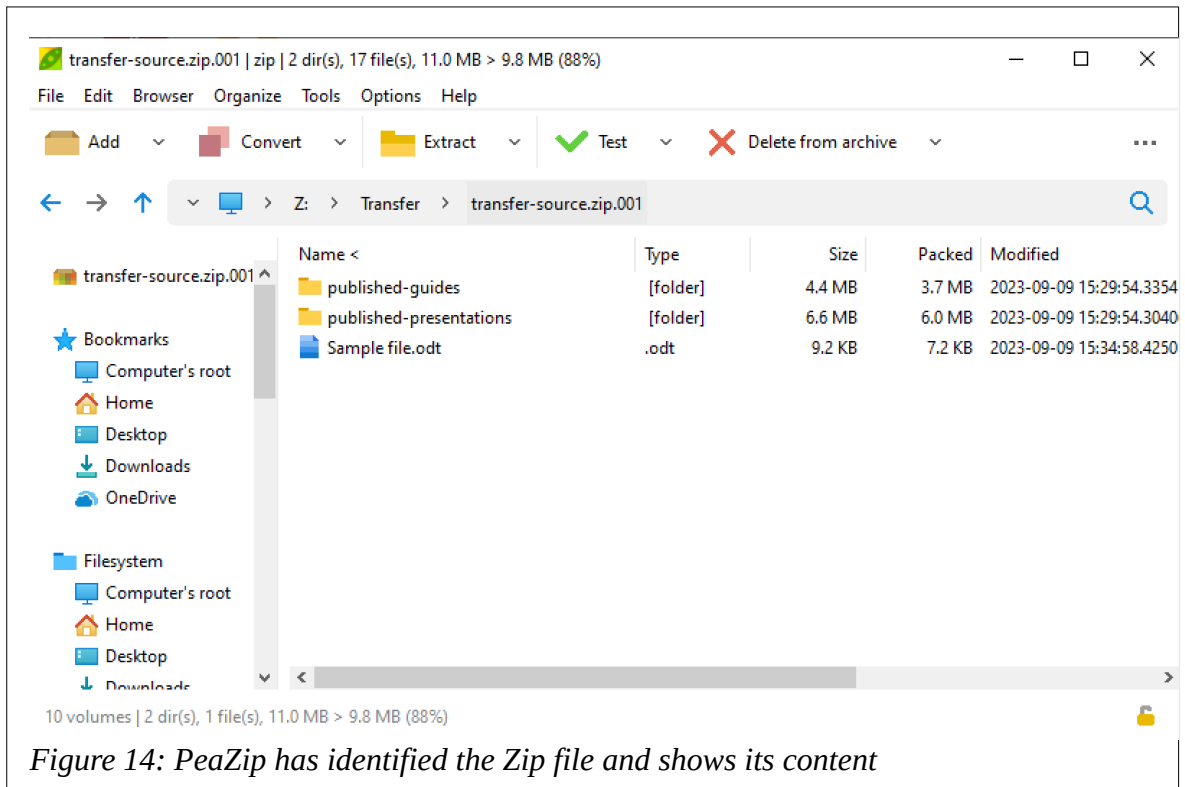 transfer-source.zip.001 | zip | 2 dir(s), 17 file(s), 11.0 MB > 9.8 MB (88%)
File Edit Browser Organize Tools Options Help
Add Convert Extract Test Delete from archive
Z: > Transfer > transfer-source.zip.001
transfer-source.zip.001
Bookmarks
Computer's root
Home
Desktop
Downloads
OneDrive
Filesystem
Computer's root
Home
Desktop
Downloads
Name < Type Size Packed Modified
published-guides [folder] 4.4 MB 3.7 MB 2023-09-09 15:29:54.3354
published-presentations [folder] 6.6 MB 6.0 MB 2023-09-09 15:29:54.3040
Sample file.odt .odt 9.2 KB 7.2 KB 2023-09-09 15:34:58.4250
10 volumes | 2 dir(s), 1 file(s), 11.0 MB > 9.8 MB (88%)
Figure 14: PeaZip has identified the Zip file and shows its content